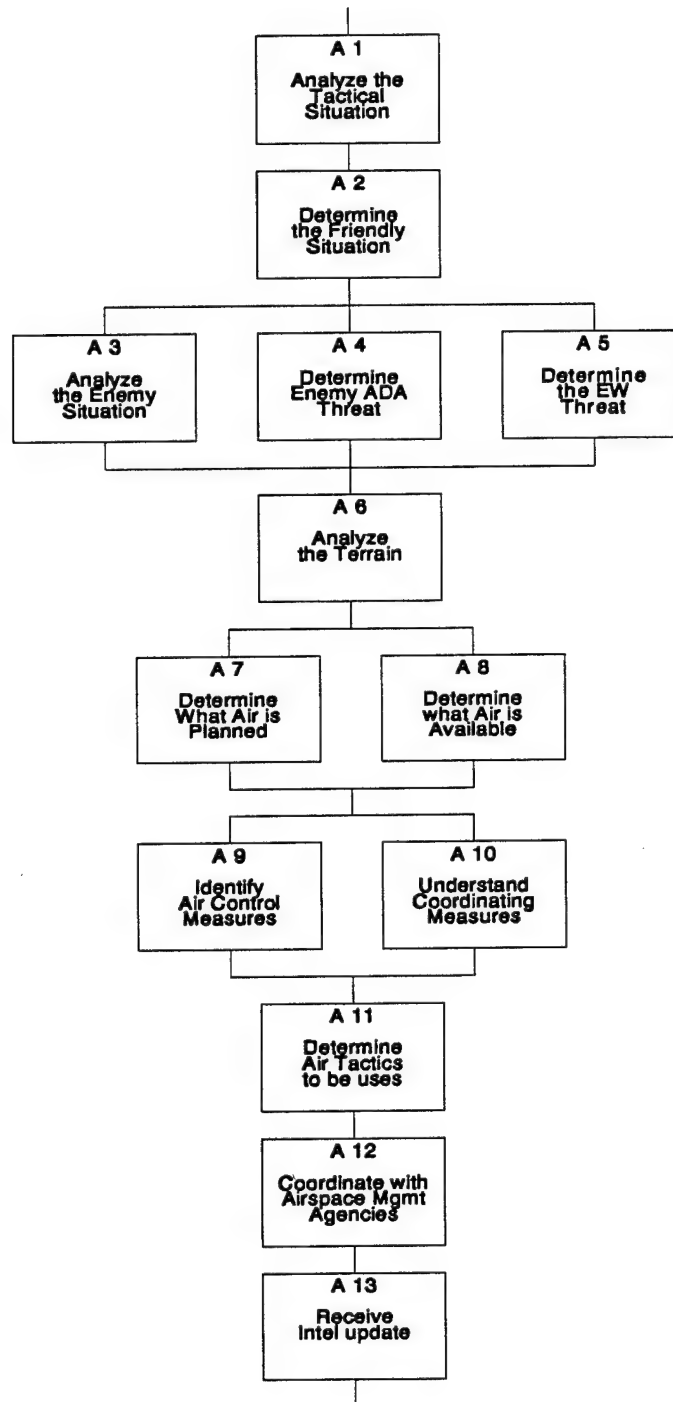 A 1
Analyze the
Tactical
Situation
A 2
Determine
the Friendly
Situation
A 3
Analyze
the Enemy
Situation
A 4
Determine
Enemy ADA
Threat
A 5
Determine
the EW
Threat
A 6
Analyze
the Terrain
A 7
Determine
What Air is
Planned
A 8
Determine
what Air is
Available
A 9
Identify
Air Control
Measures
A 10
Understand
Coordinating
Measures
A 11
Determine
Air Tactics
to be uses
A 12
Coordinate with
Airspace Mgmt
Agencies
A 13
Receive
Intel update